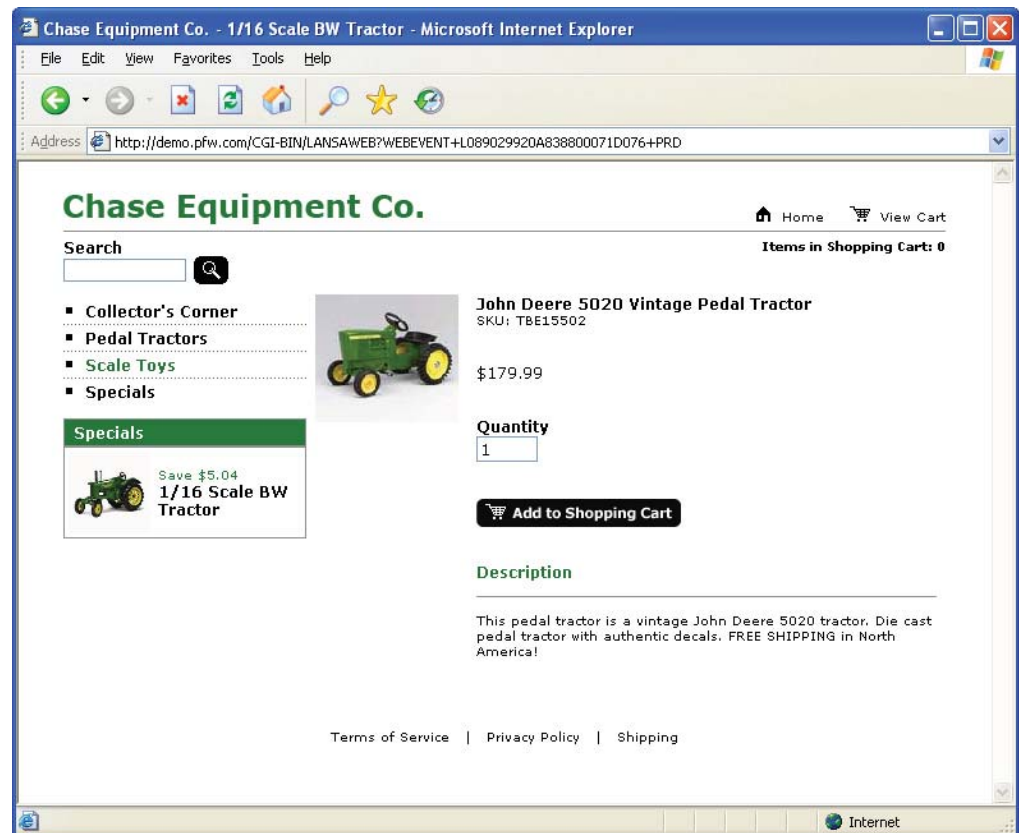 Chase Equipment Co. - 1/16 Scale BW Tractor - Microsoft Internet Explorer
File Edit View Favorites Tools Help
Address http://demo.pfw.com/CGI-BIN/LANSAWEB?WEBEVENT+L089029920A838800071D076+PRD
Chase Equipment Co.
Home View Cart
Search
Items in Shopping Cart: 0
Collector's Corner
Pedal Tractors
Scale Toys
Specials
Specials
Save $5.04
1/16 Scale BW
Tractor
John Deere 5020 Vintage Pedal Tractor
SKU: TBE15502
$179.99
Quantity
1
Add to Shopping Cart
Description
This pedal tractor is a vintage John Deere 5020 tractor. Die cast
pedal tractor with authentic decals. FREE SHIPPING in North
America!
Terms of Service | Privacy Policy | Shipping
Internet